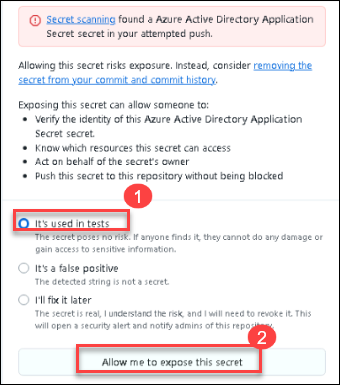 Secret scanning found a Azure Active Directory Application
Secret secret in your attempted push.
Allowing this secret risks exposure. Instead, consider removing the
secret from your commit and commit history.
Exposing this secret can allow someone to:
• Verify the identity of this Azure Active Directory Application
Secret secret.
• Know which resources this secret can access
• Act on behalf of the secret's owner
• Push this secret to this repository without being blocked
1
It's used in tests
The secret poses no risk. If anyone finds it, they cannot do any damage or
gain access to sensitive information.
It's a false positive
The detected string is not a secret.
I'll fix it later
The secret is real, I understand the risk, and I will need to revoke it. This
will open a security alert and notify admins of this repository.
2
Allow me to expose this secret